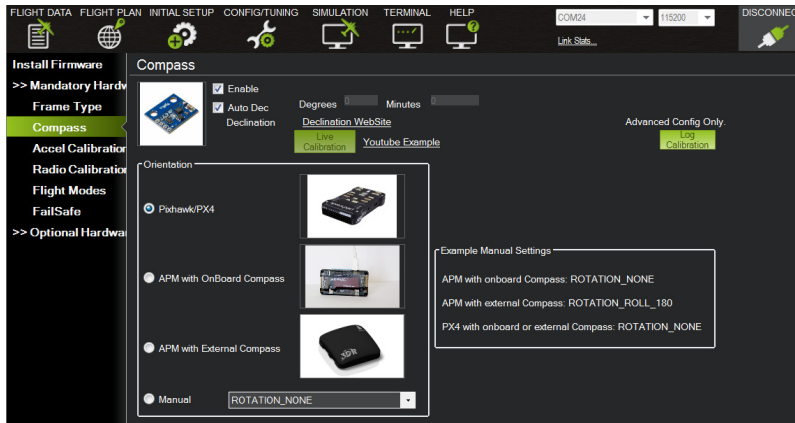 FLIGHT DATA FLIGHT PLAN INITIAL SETUP CONFIG/TUNING SIMULATION TERMINAL HELP
COM24 115200 DISCONNEC
Link Stats...
Install Firmware
>> Mandatory Hardw
Frame Type
Compass
Accel Calibration
Radio Calibration
Flight Modes
FailSafe
>> Optional Hardwa
Compass
Enable
Auto Dec
Declination
Degrees 0 Minutes 0
Declination WebSite
Live
Calibration
Youtube Example
Advanced Config Only.
Log
Calibration
Orientation
Pixhawk/PX4
APM with OnBoard Compass
APM with External Compass
3DR
Manual ROTATION_NONE
Example Manual Settings
APM with onboard Compass: ROTATION_NONE
APM with external Compass: ROTATION_ROLL_180
PX4 with onboard or external Compass: ROTATION_NONE